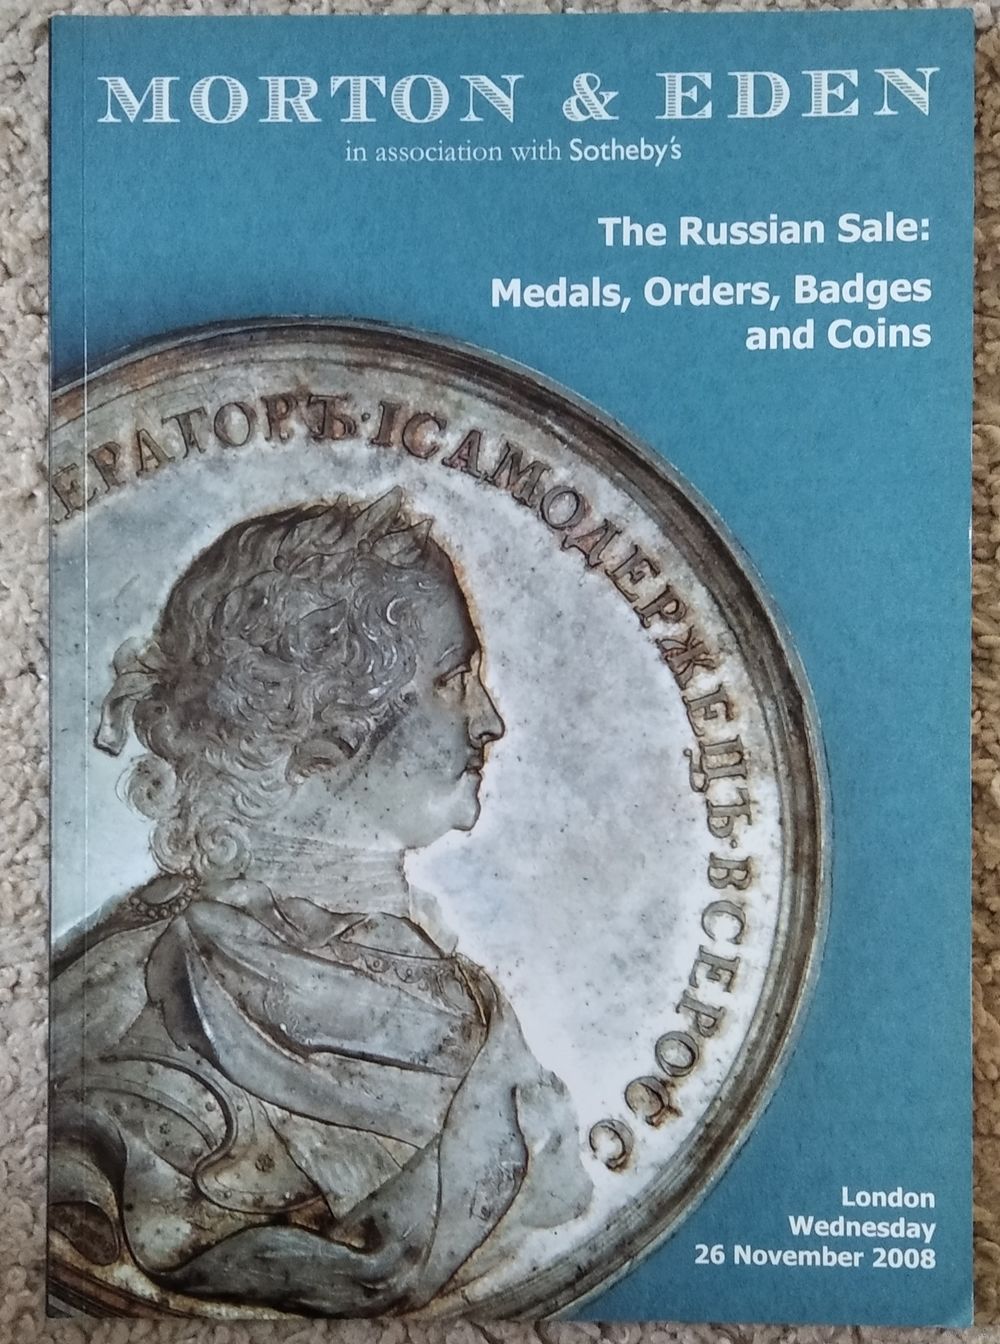 MORTON & EDEN
in association with Sotheby's
The Russian Sale:
Medals, Orders, Badges
and Coins
ЕРАТОРЪ·ІСАМОДЕРЖЕЦЪ·ВСЕРОСС
London
Wednesday
26 November 2008